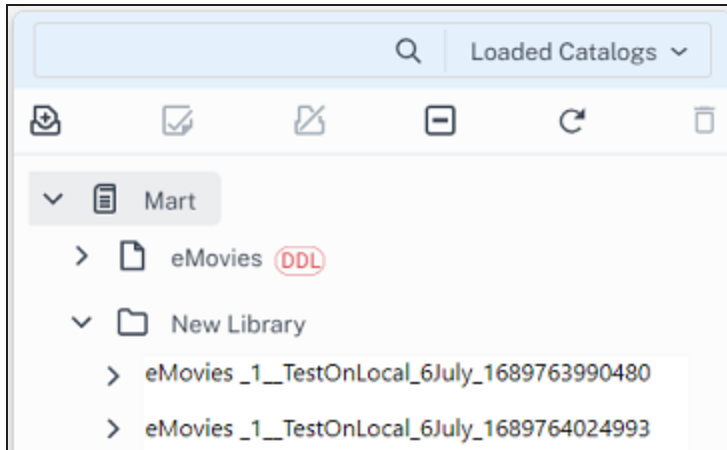 Loaded Catalogs
Mart
eMovies DDL
New Library
eMovies _1__TestOnLocal_6July_1689763990480
eMovies _1__TestOnLocal_6July_1689764024993